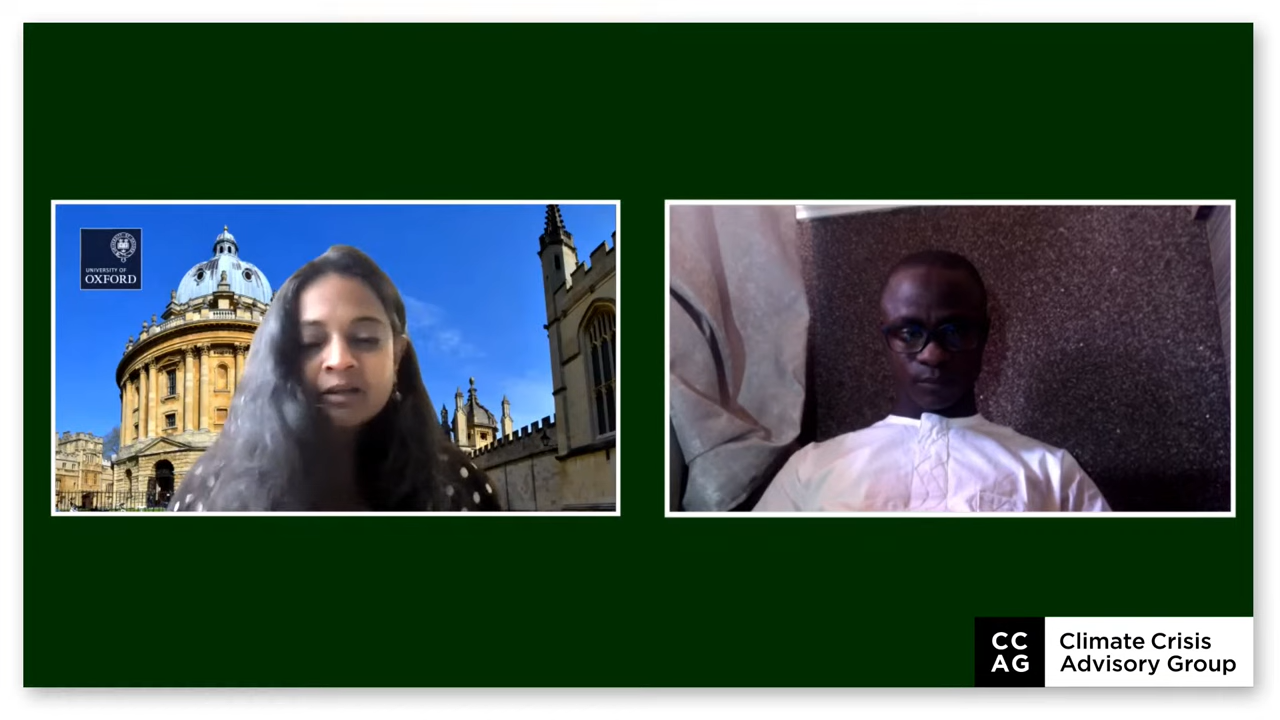 UNIVERSITY OF
OXFORD
CC
AG
Climate Crisis
Advisory Group